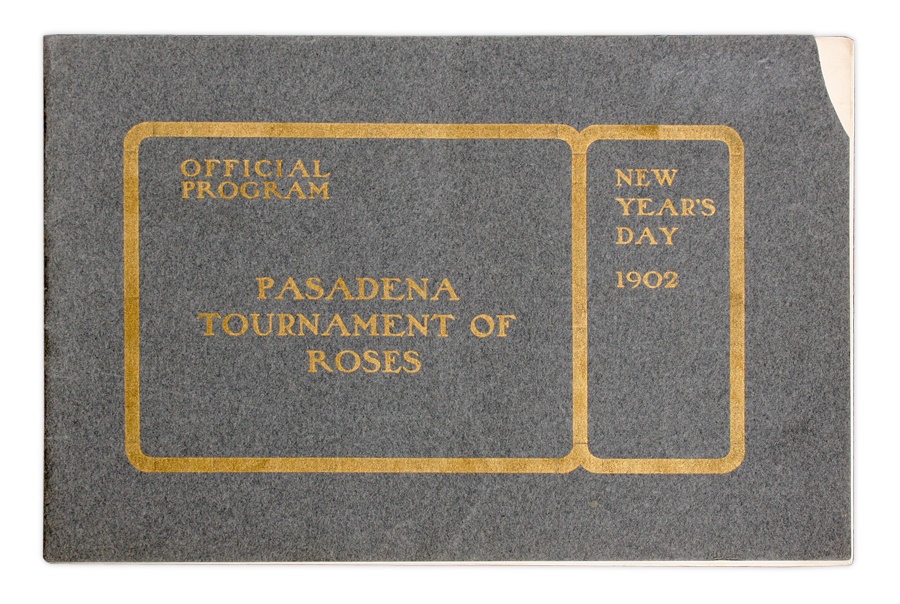 OFFICIAL
PROGRAM
PASADENA
TOURNAMENT OF
ROSES
NEW
YEAR'S
DAY
1902